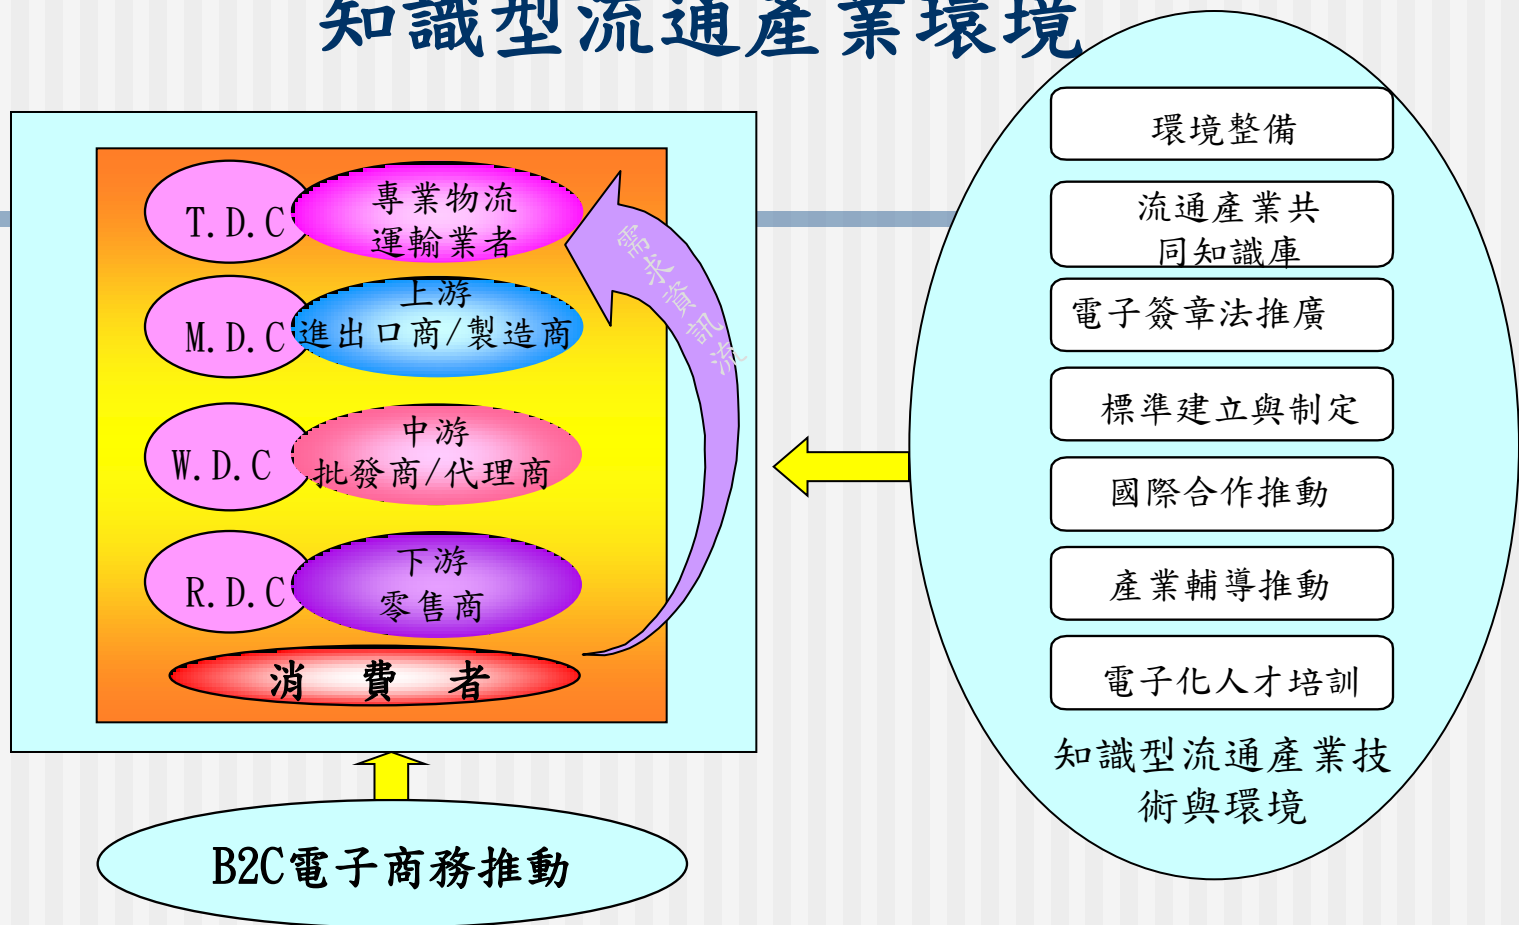 知識型流通產業環境
T.D.C
專業物流
運輸業者
M.D.C
上游
進出口商/製造商
W.D.C
中游
批發商/代理商
R.D.C
下游
零售商
消費者
需求資訊流
B2C電子商務推動
環境整備
流通產業共
同知識庫
電子簽章法推廣
標準建立與制定
國際合作推動
產業輔導推動
電子化人才培訓
知識型流通產業技
術與環境